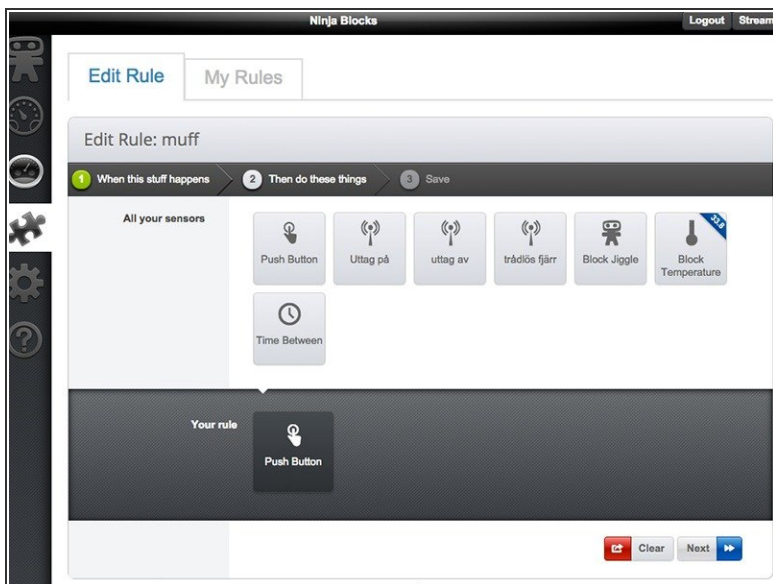 Ninja Blocks
Logout Stream
Edit Rule My Rules
Edit Rule: muff
1 When this stuff happens 2 Then do these things 3 Save
All your sensors
Push Button Uttag på uttag av trådlös fjärr Block Jiggle Block Temperature 33.8
Time Between
Your rule
Push Button
Clear Next